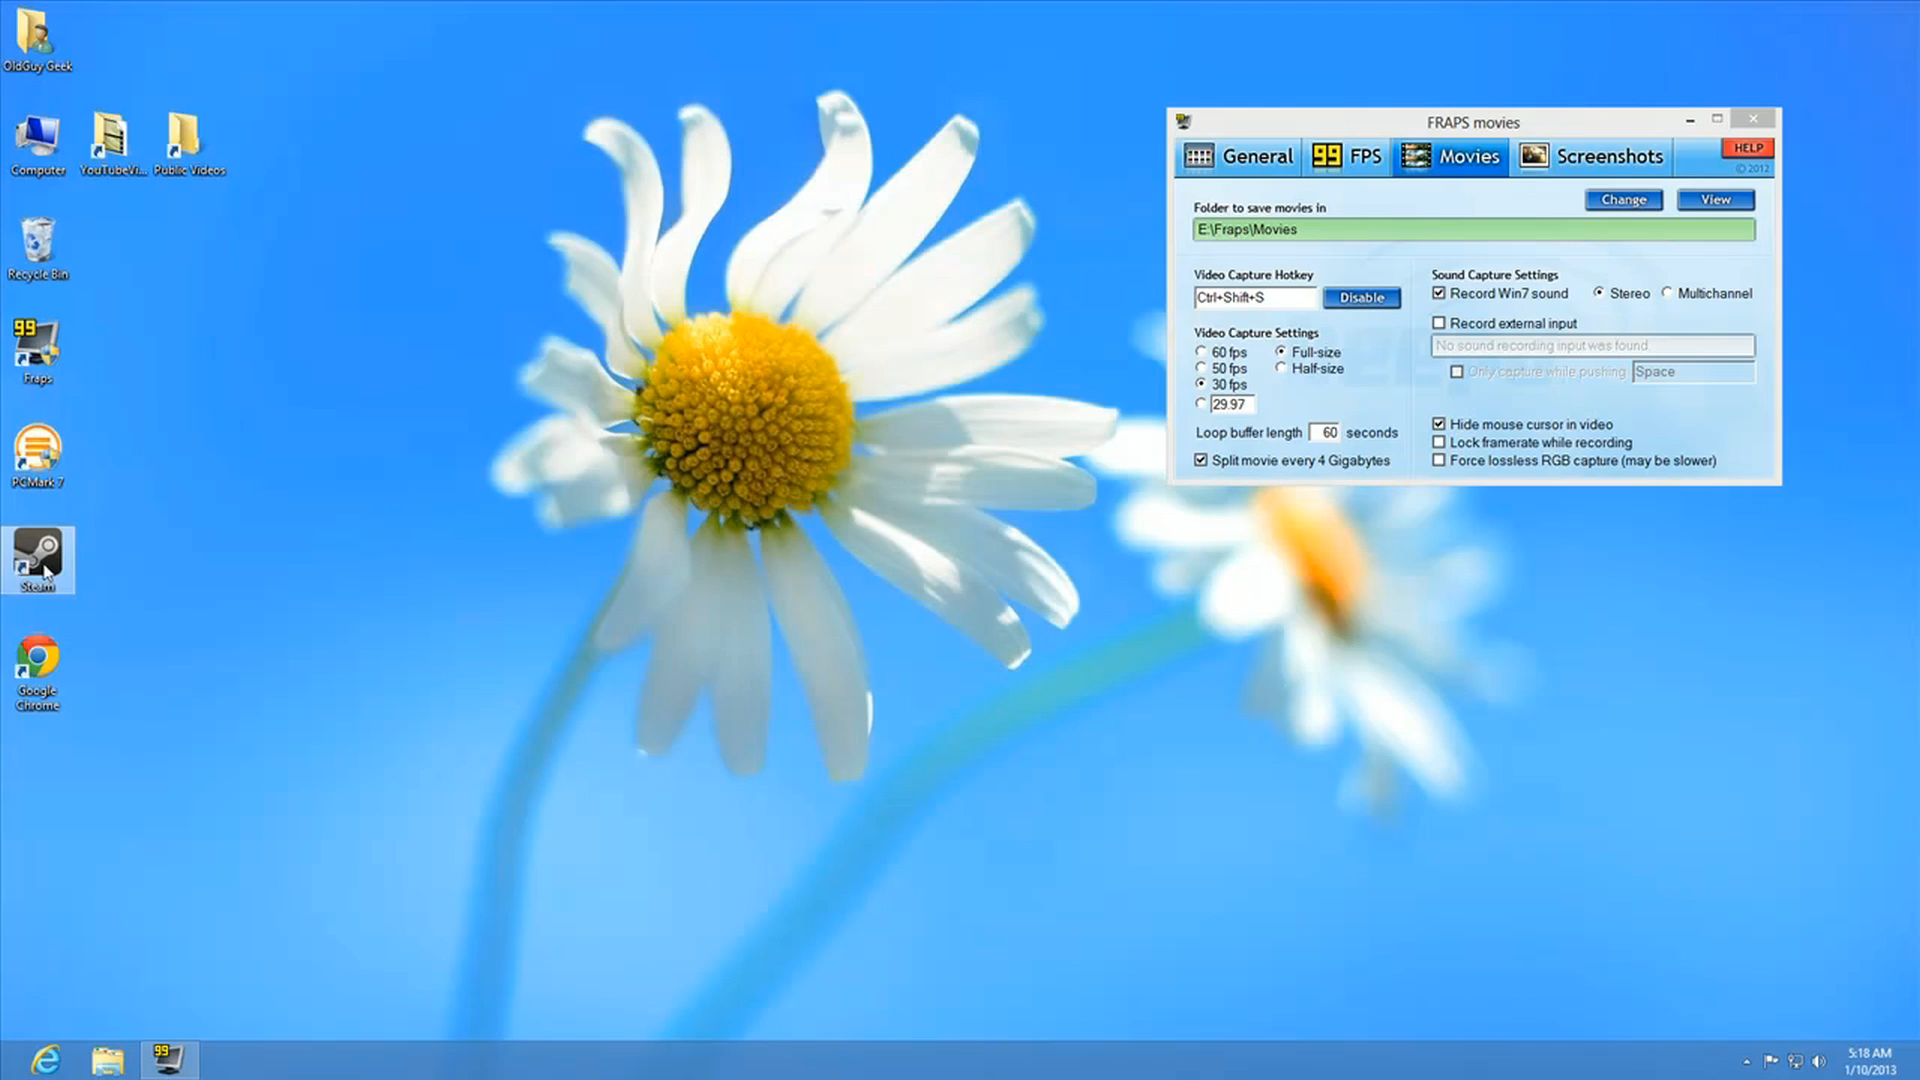 OldGuy Geek
Computer
YouTubeVi...
Public Videos
Recycle Bin
99
Fraps
PCMark 7
Steam
Google
Chrome
FRAPS movies
General
99 FPS
Movies
Screenshots
HELP
© 2012
Folder to save movies in
Change
View
E:\Fraps\Movies
Video Capture Hotkey
Ctrl+Shift+S
Disable
Video Capture Settings
60 fps
Full-size
50 fps
Half-size
30 fps
29.97
Loop buffer length 60 seconds
Split movie every 4 Gigabytes
Sound Capture Settings
Record Win7 sound
Stereo
Multichannel
Record external input
No sound recording input was found
Only capture while pushing
Space
Hide mouse cursor in video
Lock framerate while recording
Force lossless RGB capture (may be slower)
99
5:18 AM
1/10/2013